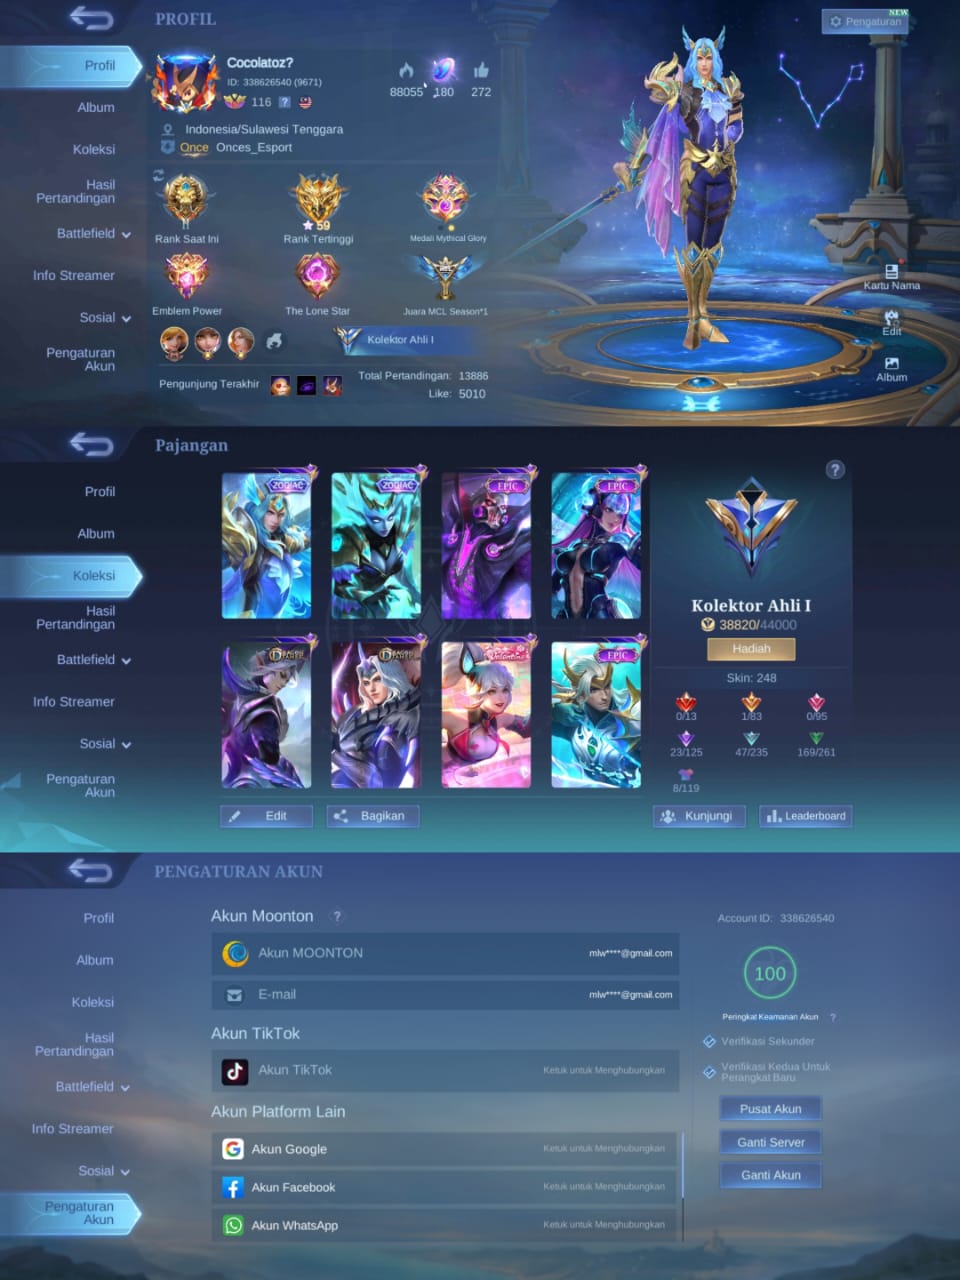 PROFIL
NEW
Pengaturan
Profil
Album
Koleksi
Hasil
Pertandingan
Battlefield
Info Streamer
Sosial
Pengaturan
Akun
Cocolatoz?
ID: 338626540 (9671)
116 ?
88055 180 272
Indonesia/Sulawesi Tenggara
Once Onces_Esport
II
59
Rank Saat Ini
Rank Tertinggi
Medali Mythical Glory
Emblem Power
The Lone Star
Juara MCL Season*1
Kolektor Ahli I
Pengunjung Terakhir
Total Pertandingan: 13886
Like: 5010
Kartu Nama
Edit
Album
Pajangan
Profil
Album
Koleksi
Hasil
Pertandingan
Battlefield
Info Streamer
Sosial
Pengaturan
Akun
ZODIAC
ZODIAC
EPIC
EPIC
EPIC
?
Kolektor Ahli I
38820/44000
Hadiah
Skin: 248
0/13 1/83 0/95
23/125 47/235 169/261
8/119
Edit
Bagikan
Kunjungi
Leaderboard
PENGATURAN AKUN
Profil
Album
Koleksi
Hasil
Pertandingan
Battlefield
Info Streamer
Sosial
Pengaturan
Akun
Akun Moonton ?
Akun MOONTON mlw****@gmail.com
E-mail mlw****@gmail.com
Akun TikTok
Akun TikTok Ketuk untuk Menghubungkan
Akun Platform Lain
Akun Google Ketuk untuk Menghubungkan
Akun Facebook Ketuk untuk Menghubungkan
Akun WhatsApp Ketuk untuk Menghubungkan
Account ID: 338626540
100
Peringkat Keamanan Akun ?
Verifikasi Sekunder
Verifikasi Kedua Untuk
Perangkat Baru
Pusat Akun
Ganti Server
Ganti Akun